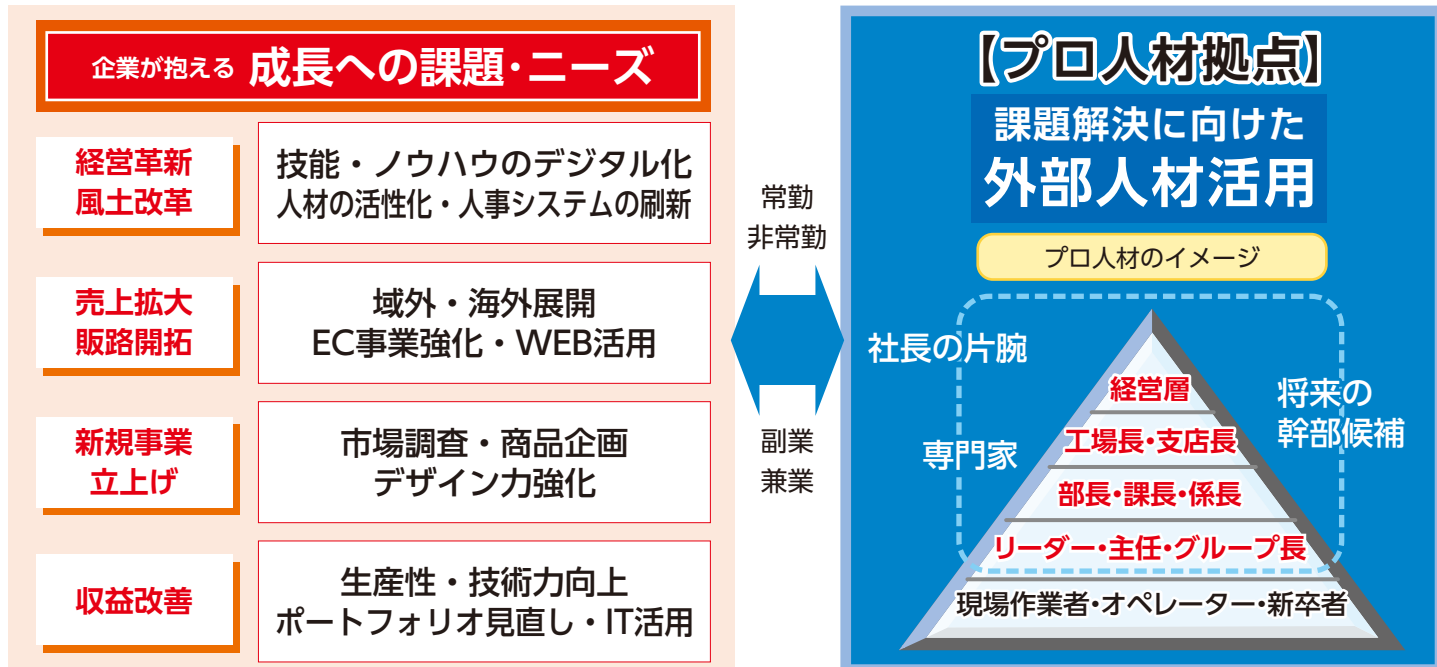 企業が抱える 成長への課題・ニーズ
経営革新
風土改革
技能・ノウハウのデジタル化
人材の活性化・人事システムの刷新
売上拡大
販路開拓
域外・海外展開
EC事業強化・WEB活用
新規事業
立上げ
市場調査・商品企画
デザイン力強化
収益改善
生産性・技術力向上
ポートフォリオ見直し・IT活用
常勤
非常勤
副業
兼業
【プロ人材拠点】
課題解決に向けた
外部人材活用
プロ人材のイメージ
社長の片腕
専門家
将来の
幹部候補
経営層
工場長・支店長
部長・課長・係長
リーダー・主任・グループ長
現場作業者・オペレーター・新卒者